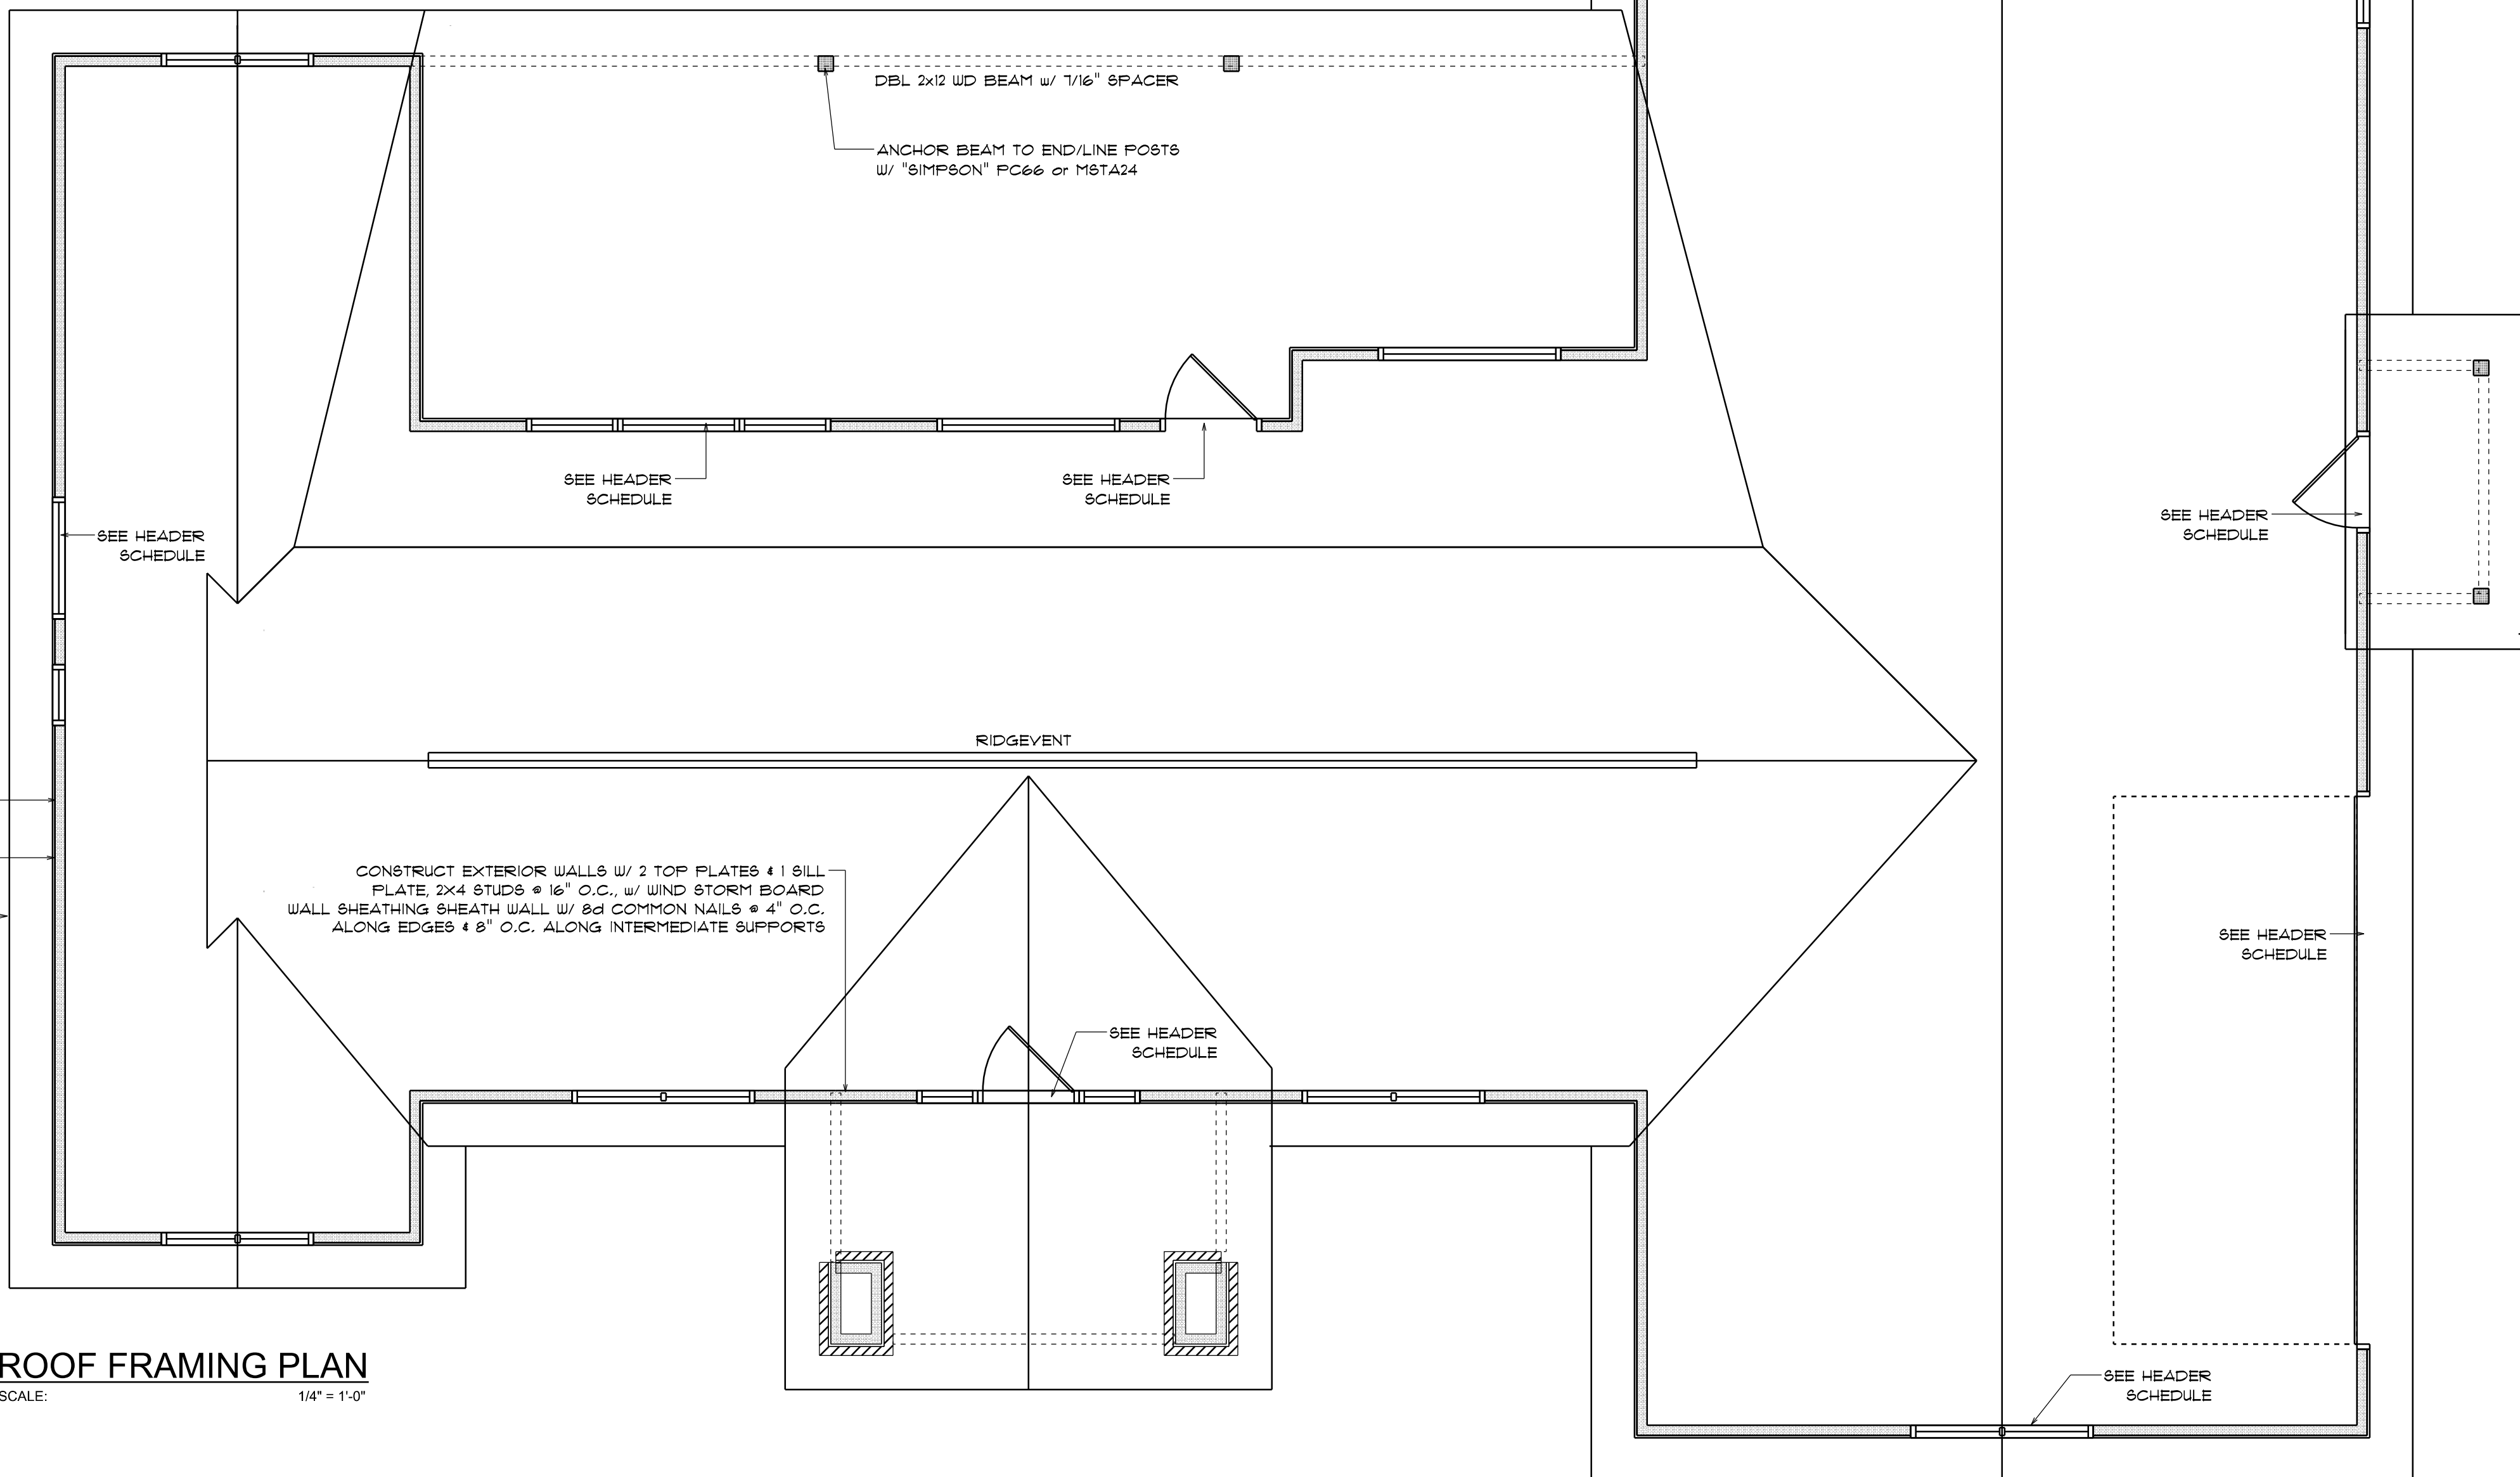 DBL 2x12 WD BEAM w/ 7/16" SPACER
ANCHOR BEAM TO END/LINE POSTS
W/ "SIMPSON" PC66 or MSTA24
SEE HEADER
SCHEDULE
SEE HEADER
SCHEDULE
SEE HEADER
SCHEDULE
SEE HEADER
SCHEDULE
RIDGEVENT
CONSTRUCT EXTERIOR WALLS W/ 2 TOP PLATES & 1 SILL
PLATE, 2X4 STUDS @ 16" O.C., w/ WIND STORM BOARD
WALL SHEATHING SHEATH WALL W/ 8d COMMON NAILS @ 4" O.C.
ALONG EDGES & 8" O.C. ALONG INTERMEDIATE SUPPORTS
SEE HEADER
SCHEDULE
SEE HEADER
SCHEDULE
ROOF FRAMING PLAN
SCALE: 1/4" = 1'-0"
SEE HEADER
SCHEDULE